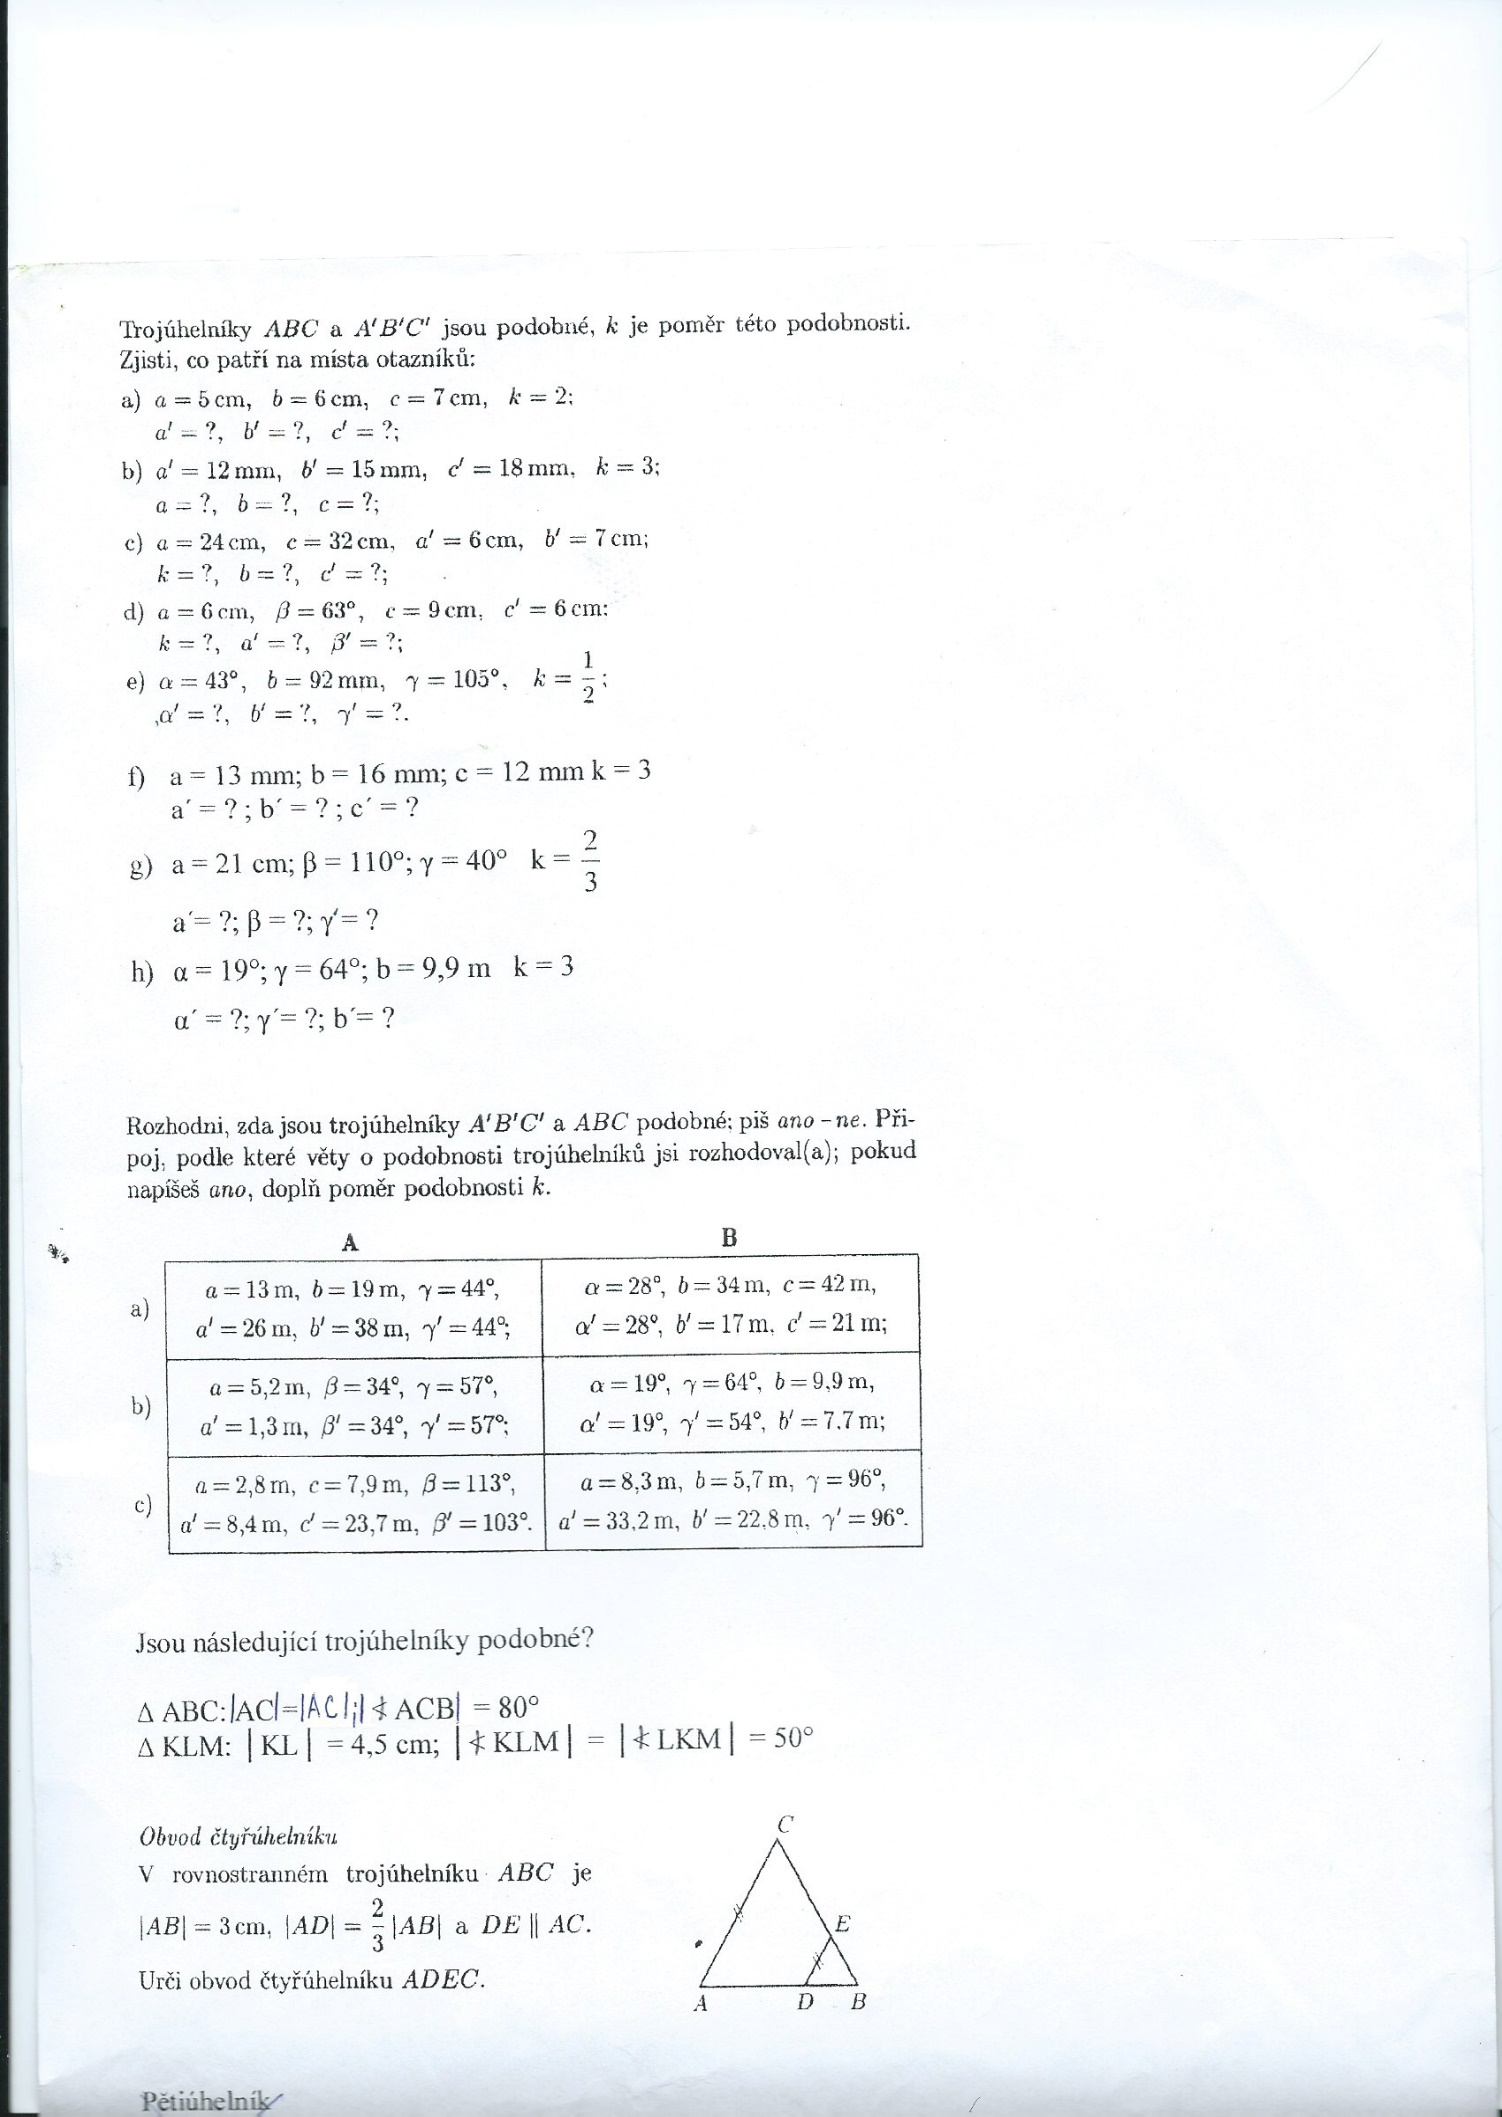 Trojúhelníky ABC a A′B′C′ jsou podobné, k je poměr této podobnosti.
Zjisti, co patří na místa otazníků:
a) a = 5 cm, b = 6 cm, c = 7 cm, k = 2;
a′ = ?, b′ = ?, c′ = ?;
b) a′ = 12 mm, b′ = 15 mm, c′ = 18 mm, k = 3;
a = ?, b = ?, c = ?;
c) a = 24 cm, c = 32 cm, a′ = 6 cm, b′ = 7 cm;
k = ?, b = ?, c′ = ?;
d) a = 6 cm, β = 63°, c = 9 cm, c′ = 6 cm;
k = ?, a′ = ?, β′ = ?;
e) α = 43°, b = 92 mm, γ = 105°, k = 1/2;
α′ = ?, b′ = ?, γ′ = ?.
f) a = 13 mm; b = 16 mm; c = 12 mm k = 3
a´ = ? ; b´ = ? ; c´ = ?
g) a = 21 cm; β = 110°; γ = 40° k = 2/3
a´= ?; β = ?; γ´= ?
h) α = 19°; γ = 64°; b = 9,9 m k = 3
α´ = ?; γ´= ?; b´= ?
Rozhodni, zda jsou trojúhelníky A′B′C′ a ABC podobné; piš ano – ne. Při-
poj, podle které věty o podobnosti trojúhelníků jsi rozhodoval(a); pokud
napíšeš ano, doplň poměr podobnosti k.
A B
a) a = 13 m, b = 19 m, γ = 44°, α = 28°, b = 34 m, c = 42 m,
a′ = 26 m, b′ = 38 m, γ′ = 44°; α′ = 28°, b′ = 17 m, c′ = 21 m;
b) a = 5,2 m, β = 34°, γ = 57°, α = 19°, γ = 64°, b = 9,9 m,
a′ = 1,3 m, β′ = 34°, γ′ = 57°; α′ = 19°, γ′ = 54°, b′ = 7,7 m;
c) a = 2,8 m, c = 7,9 m, β = 113°, a = 8,3 m, b = 5,7 m, γ = 96°,
a′ = 8,4 m, c′ = 23,7 m, β′ = 103°. a′ = 33,2 m, b′ = 22,8 m, γ′ = 96°.
Jsou následující trojúhelníky podobné?
Δ ABC: |AC|=|AC|;|∢ ACB| = 80°
Δ KLM: | KL | = 4,5 cm; |∢ KLM | = |∢ LKM | = 50°
Obvod čtyřúhelníku
V rovnostranném trojúhelníku ABC je
|AB| = 3 cm, |AD| = 2/3 |AB| a DE ∥ AC.
Urči obvod čtyřúhelníku ADEC.
C
E
A D B
Pětiúhelník